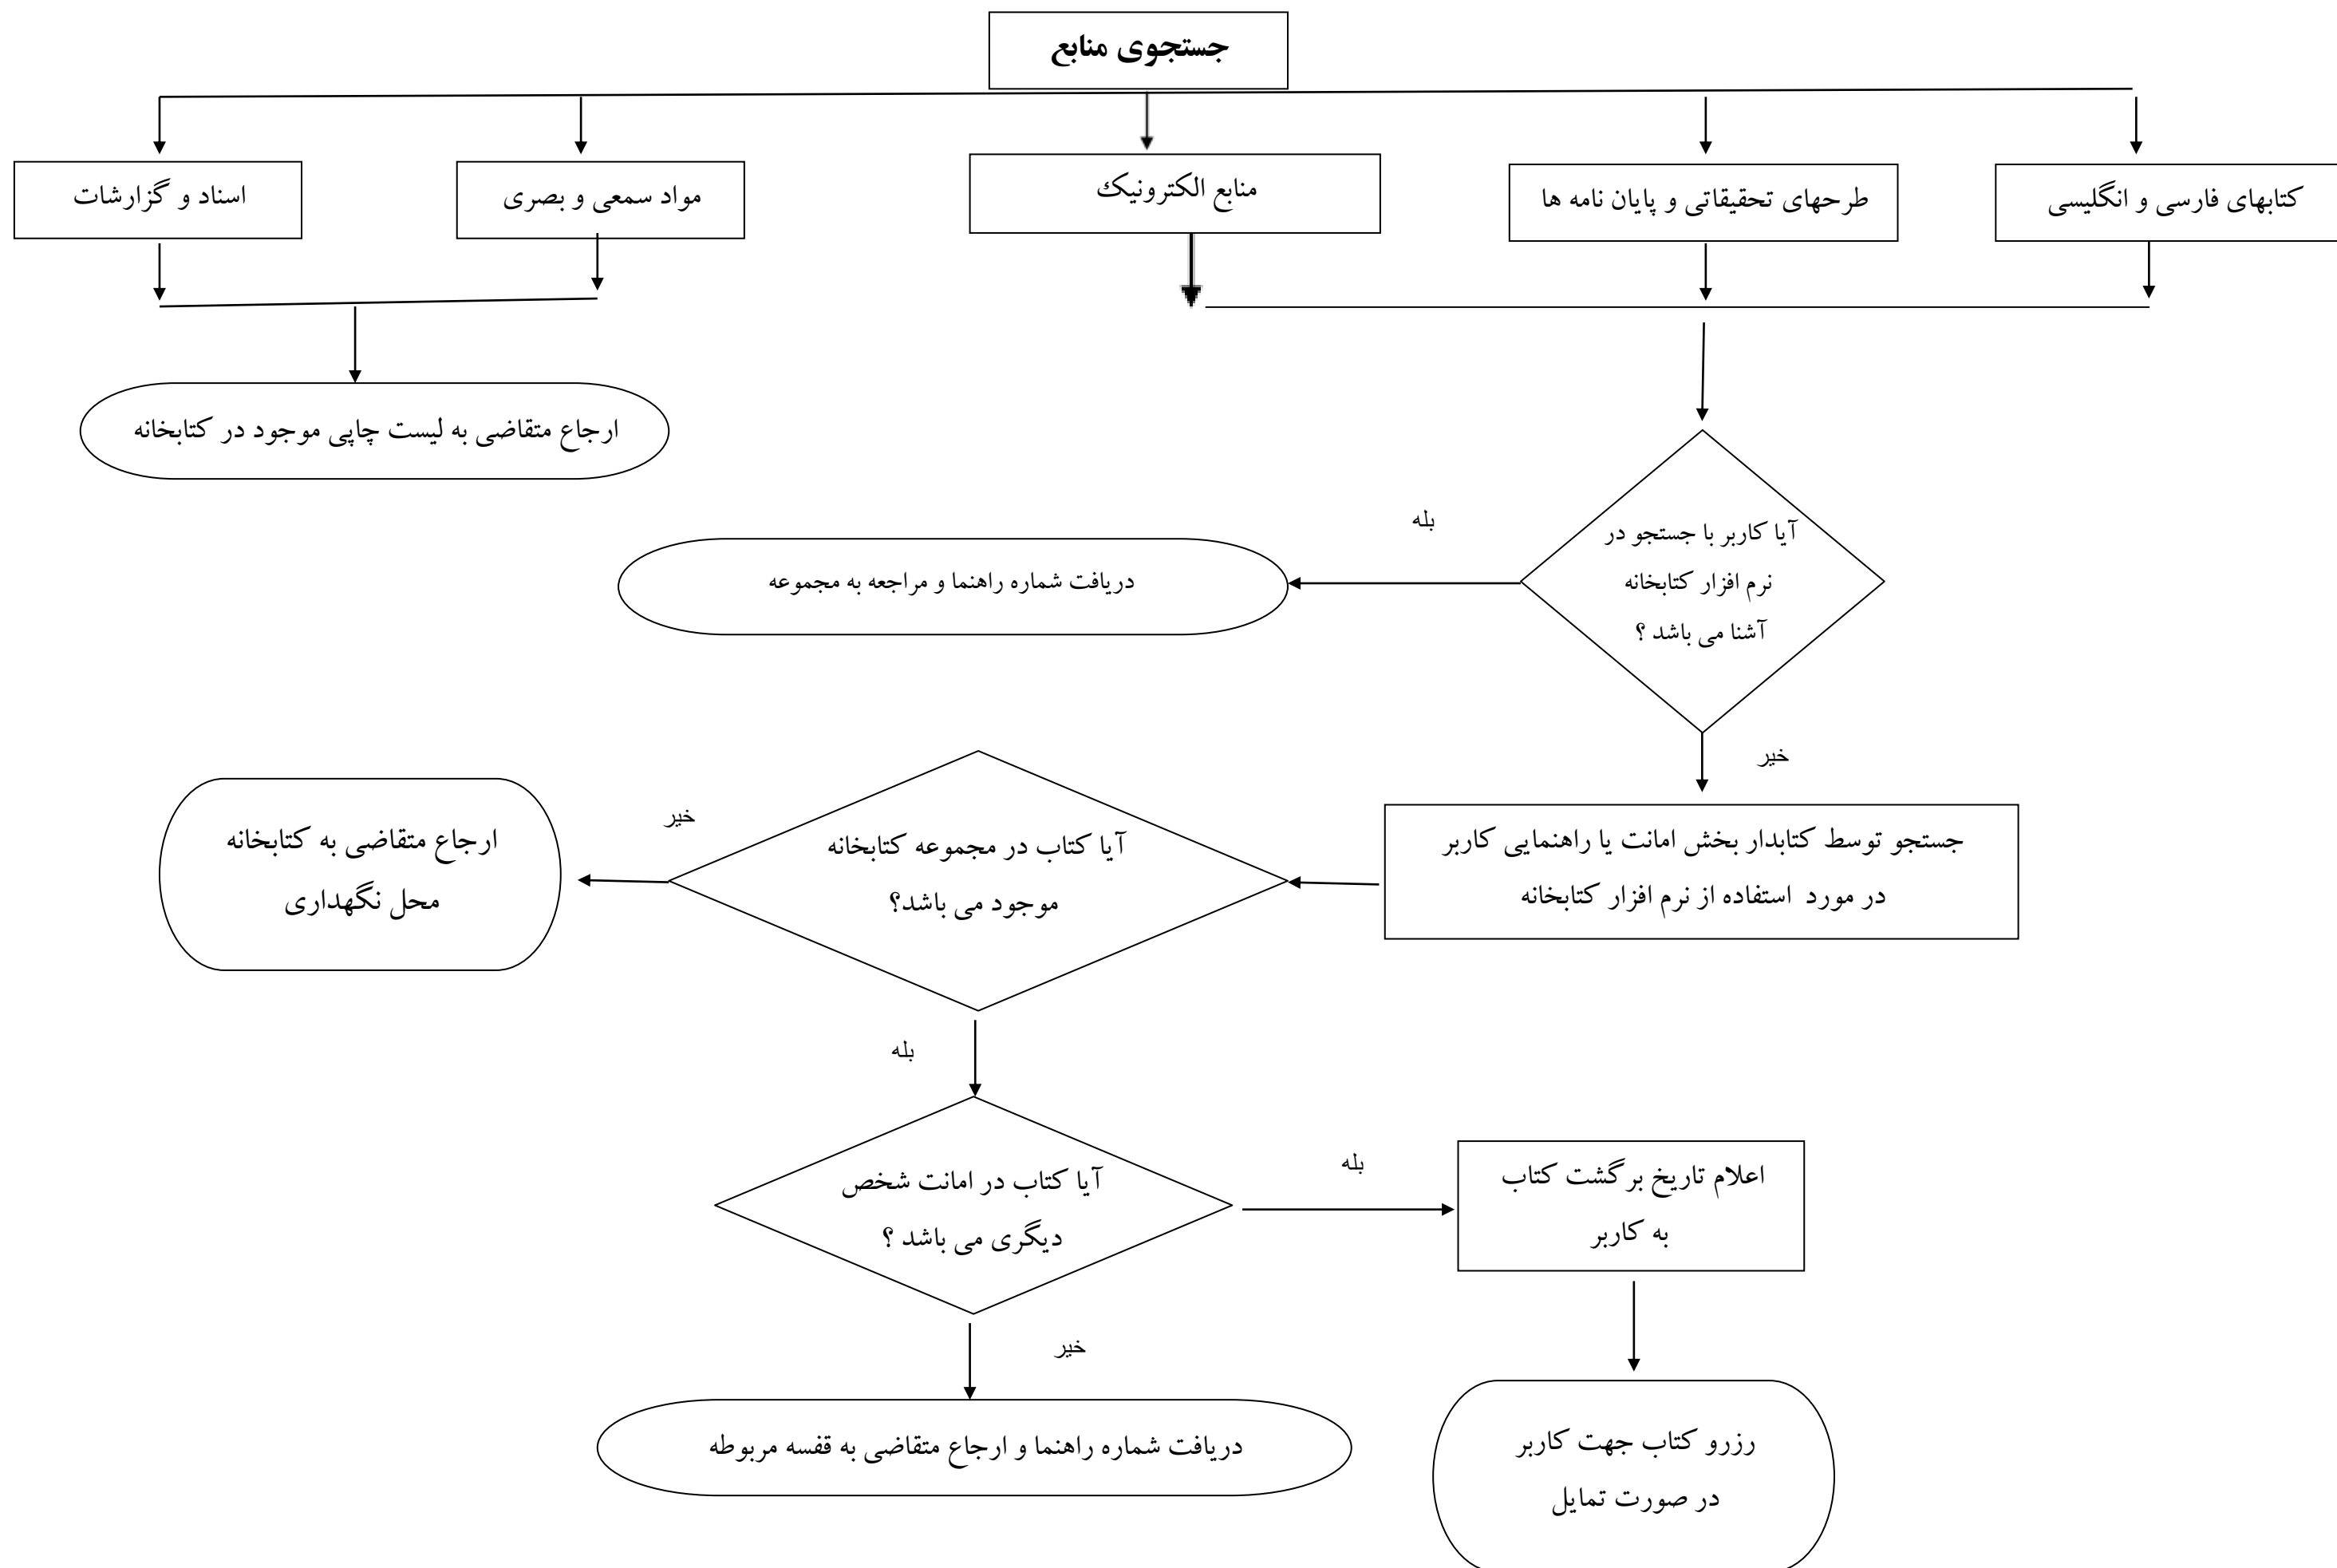 جستجوی منابع
کتابهای فارسی و انگلیسی
طرحهای تحقیقاتی و پایان نامه ها
منابع الکترونیک
مواد سمعی و بصری
اسناد و گزارشات
ارجاع متقاضی به لیست چاپی موجود در کتابخانه
آیا کاربر با جستجو در
نرم افزار کتابخانه
آشنا می باشد ؟
بله
دریافت شماره راهنما و مراجعه به مجموعه
خیر
جستجو توسط کتابدار بخش امانت یا راهنمایی کاربر
در مورد استفاده از نرم افزار کتابخانه
آیا کتاب در مجموعه کتابخانه
موجود می باشد؟
خیر
ارجاع متقاضی به کتابخانه
محل نگهداری
بله
آیا کتاب در امانت شخص
دیگری می باشد ؟
بله
اعلام تاریخ برگشت کتاب
به کاربر
خیر
دریافت شماره راهنما و ارجاع متقاضی به قفسه مربوطه
رزرو کتاب جهت کاربر
در صورت تمایل